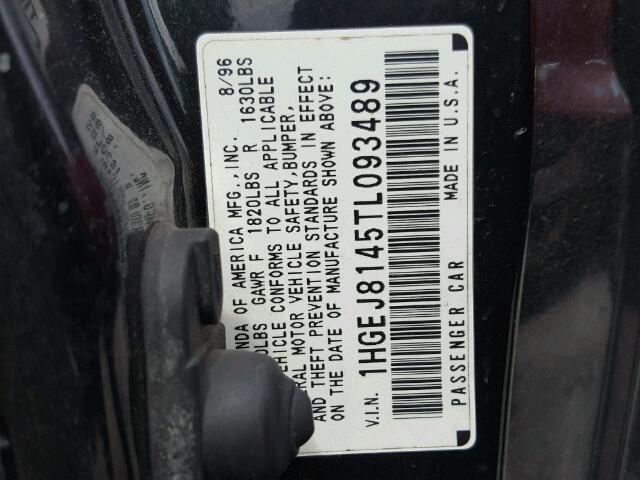 NDA OF AMERICA MFG., INC. 8/96
0LBS GAWR F 1820LBS R 1630LBS
EHICLE CONFORMS TO ALL APPLICABLE
RAL MOTOR VEHICLE SAFETY,BUMPER,
AND THEFT PREVENTION STANDARDS IN EFFECT
ON THE DATE OF MANUFACTURE SHOWN ABOVE:
V.I.N. 1HGEJ8145TL093489
PASSENGER CAR MADE IN U.S.A.